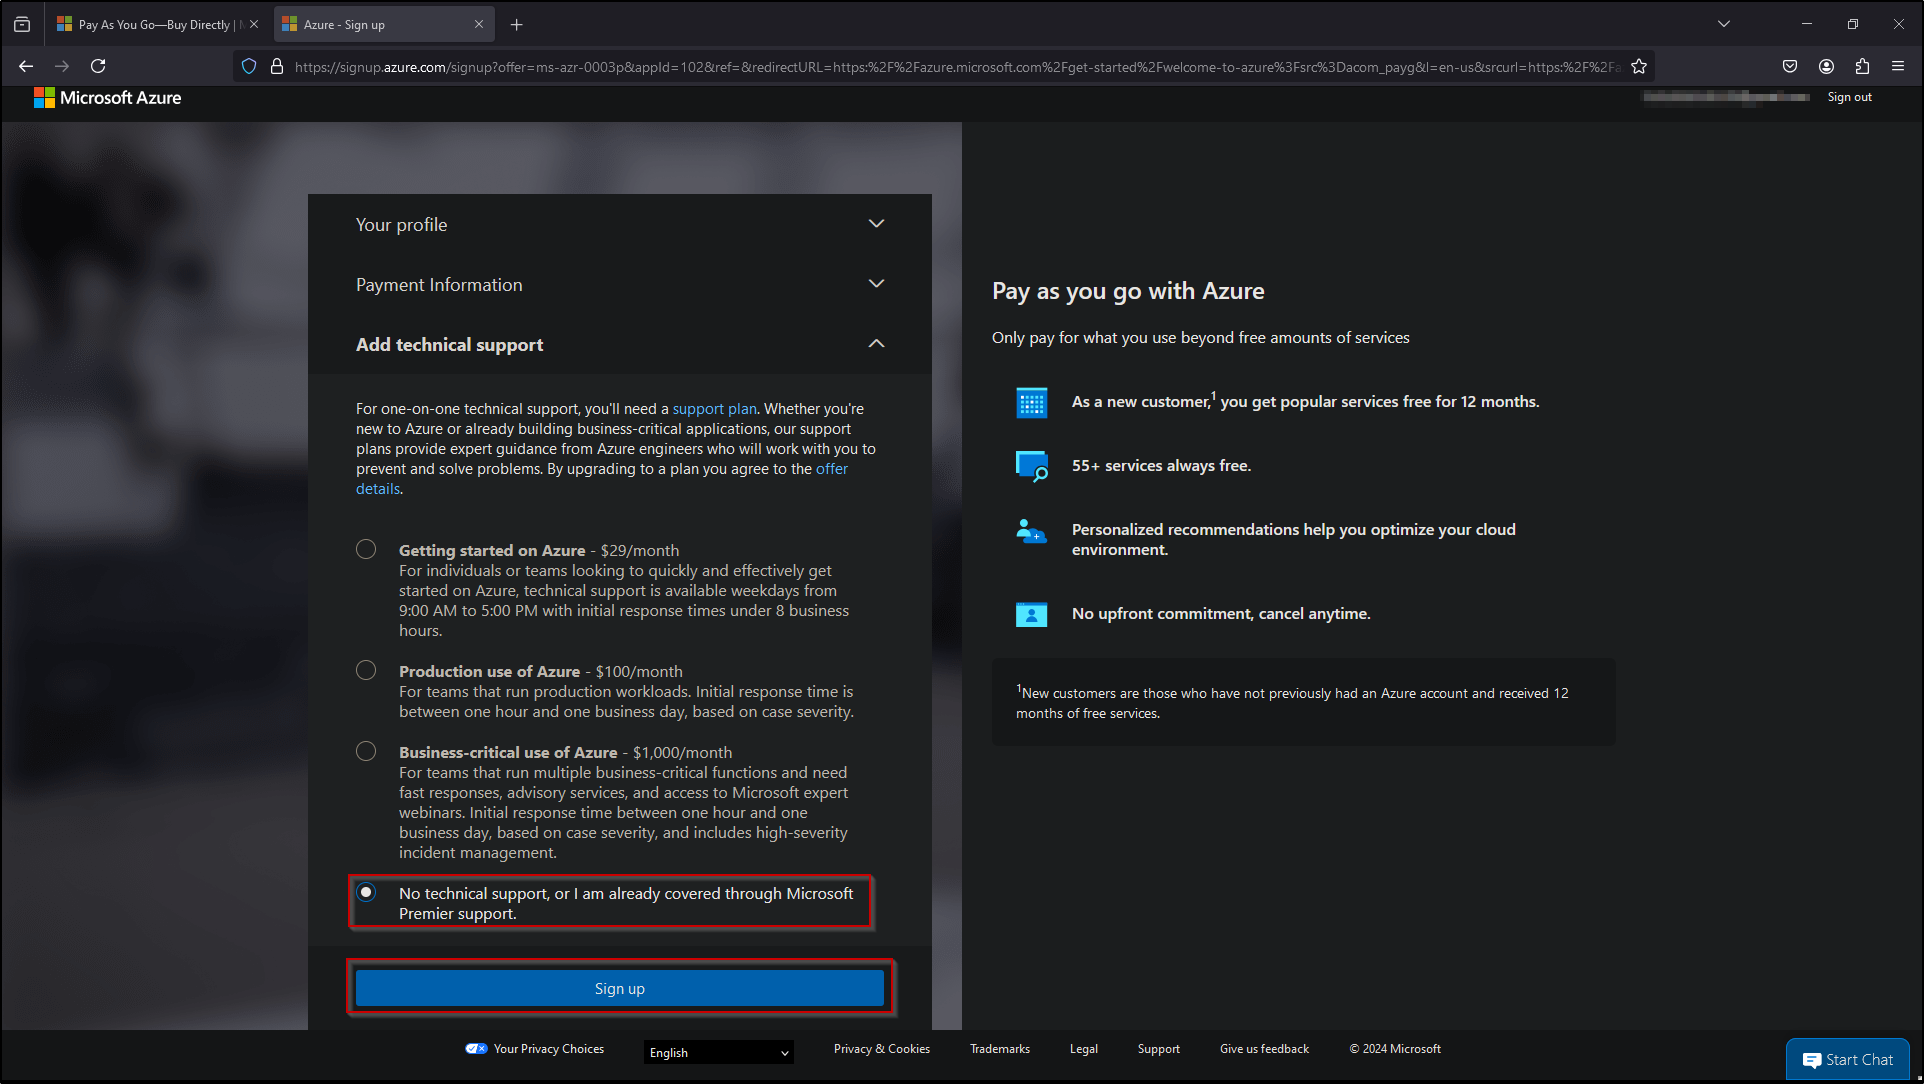 Pay As You Go—Buy Directly |
Azure - Sign up
https://signup.azure.com/signup?offer=ms-azr-0003p&appId=102&ref=&redirectURL=https:%2F%2Fazure.microsoft.com%2Fget-started%2Fwelcome-to-azure%3Fsrc%3Dacom_payg&l=en-us&srcurl=https:%2F%2Fa
Microsoft Azure
Sign out
Your profile
Payment Information
Add technical support
For one-on-one technical support, you'll need a support plan. Whether you're
new to Azure or already building business-critical applications, our support
plans provide expert guidance from Azure engineers who will work with you to
prevent and solve problems. By upgrading to a plan you agree to the offer
details.
Getting started on Azure - $29/month
For individuals or teams looking to quickly and effectively get
started on Azure, technical support is available weekdays from
9:00 AM to 5:00 PM with initial response times under 8 business
hours.
Production use of Azure - $100/month
For teams that run production workloads. Initial response time is
between one hour and one business day, based on case severity.
Business-critical use of Azure - $1,000/month
For teams that run multiple business-critical functions and need
fast responses, advisory services, and access to Microsoft expert
webinars. Initial response time between one hour and one
business day, based on case severity, and includes high-severity
incident management.
No technical support, or I am already covered through Microsoft
Premier support.
Sign up
Pay as you go with Azure
Only pay for what you use beyond free amounts of services
As a new customer,1 you get popular services free for 12 months.
55+ services always free.
Personalized recommendations help you optimize your cloud
environment.
No upfront commitment, cancel anytime.
1New customers are those who have not previously had an Azure account and received 12
months of free services.
Your Privacy Choices
English
Privacy & Cookies
Trademarks
Legal
Support
Give us feedback
© 2024 Microsoft
Start Chat